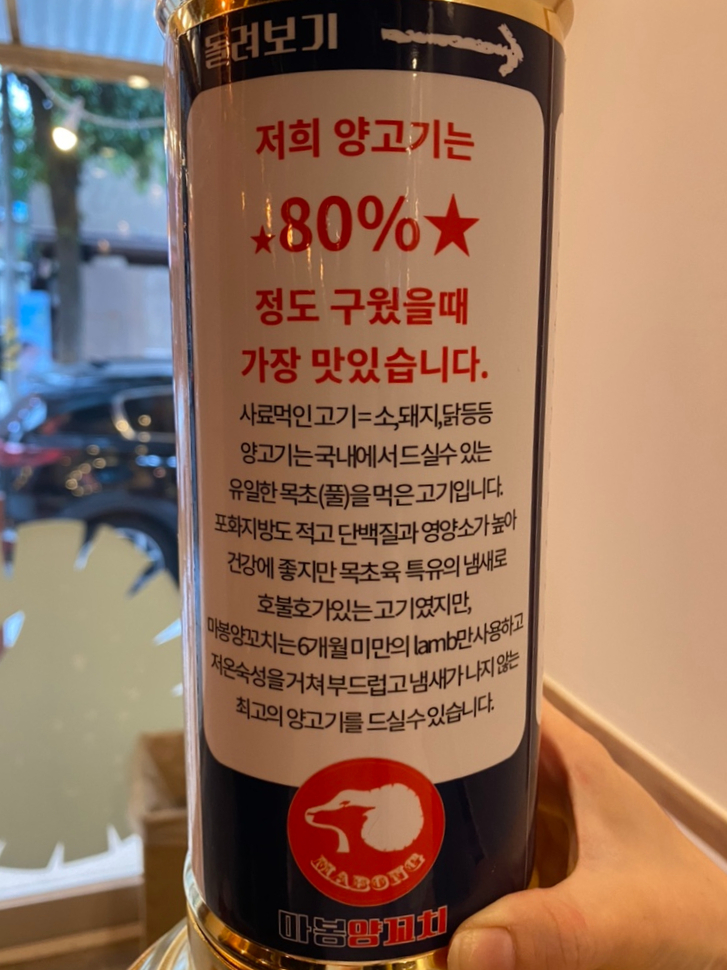 돌려보기
저희 양고기는
★80%★
정도 구웠을때
가장 맛있습니다.
사료먹인고기=소,돼지,닭등등
양고기는국내에서드실수있는
유일한목초(풀)을먹은고기입니다.
포화지방도 적고 단백질과 영양소가 높아
건강에 좋지만 목초육 특유의 냄새로
호불호가있는고기였지만,
마봉양꼬치는6개월미만의 lamb만사용하고
저온숙성을거쳐부드럽고냄새가나지않는
최고의 양고기를 드실수있습니다.
MABONG
마봉양꼬치